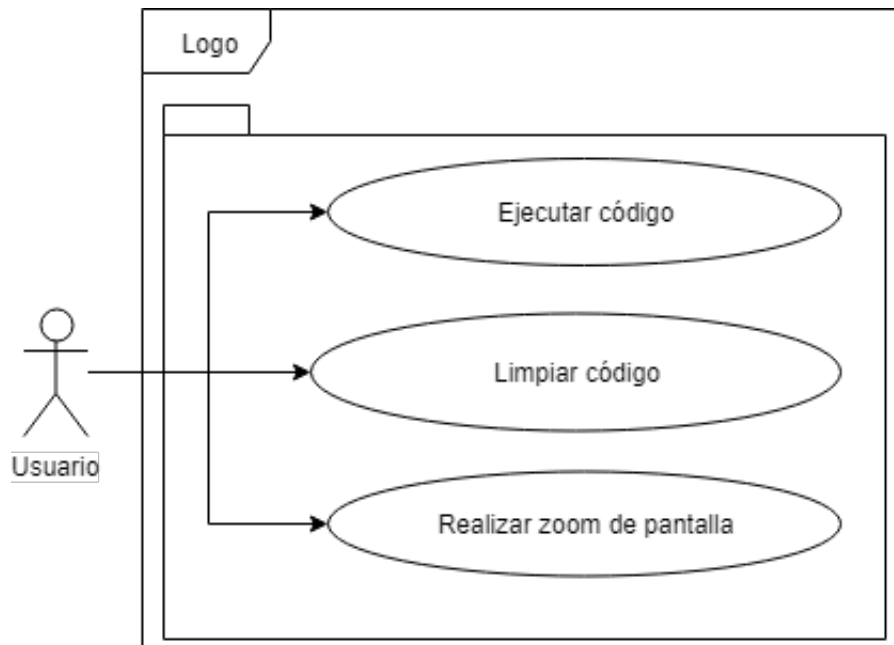 Logo
Ejecutar código
Limpiar código
Usuario
Realizar zoom de pantalla